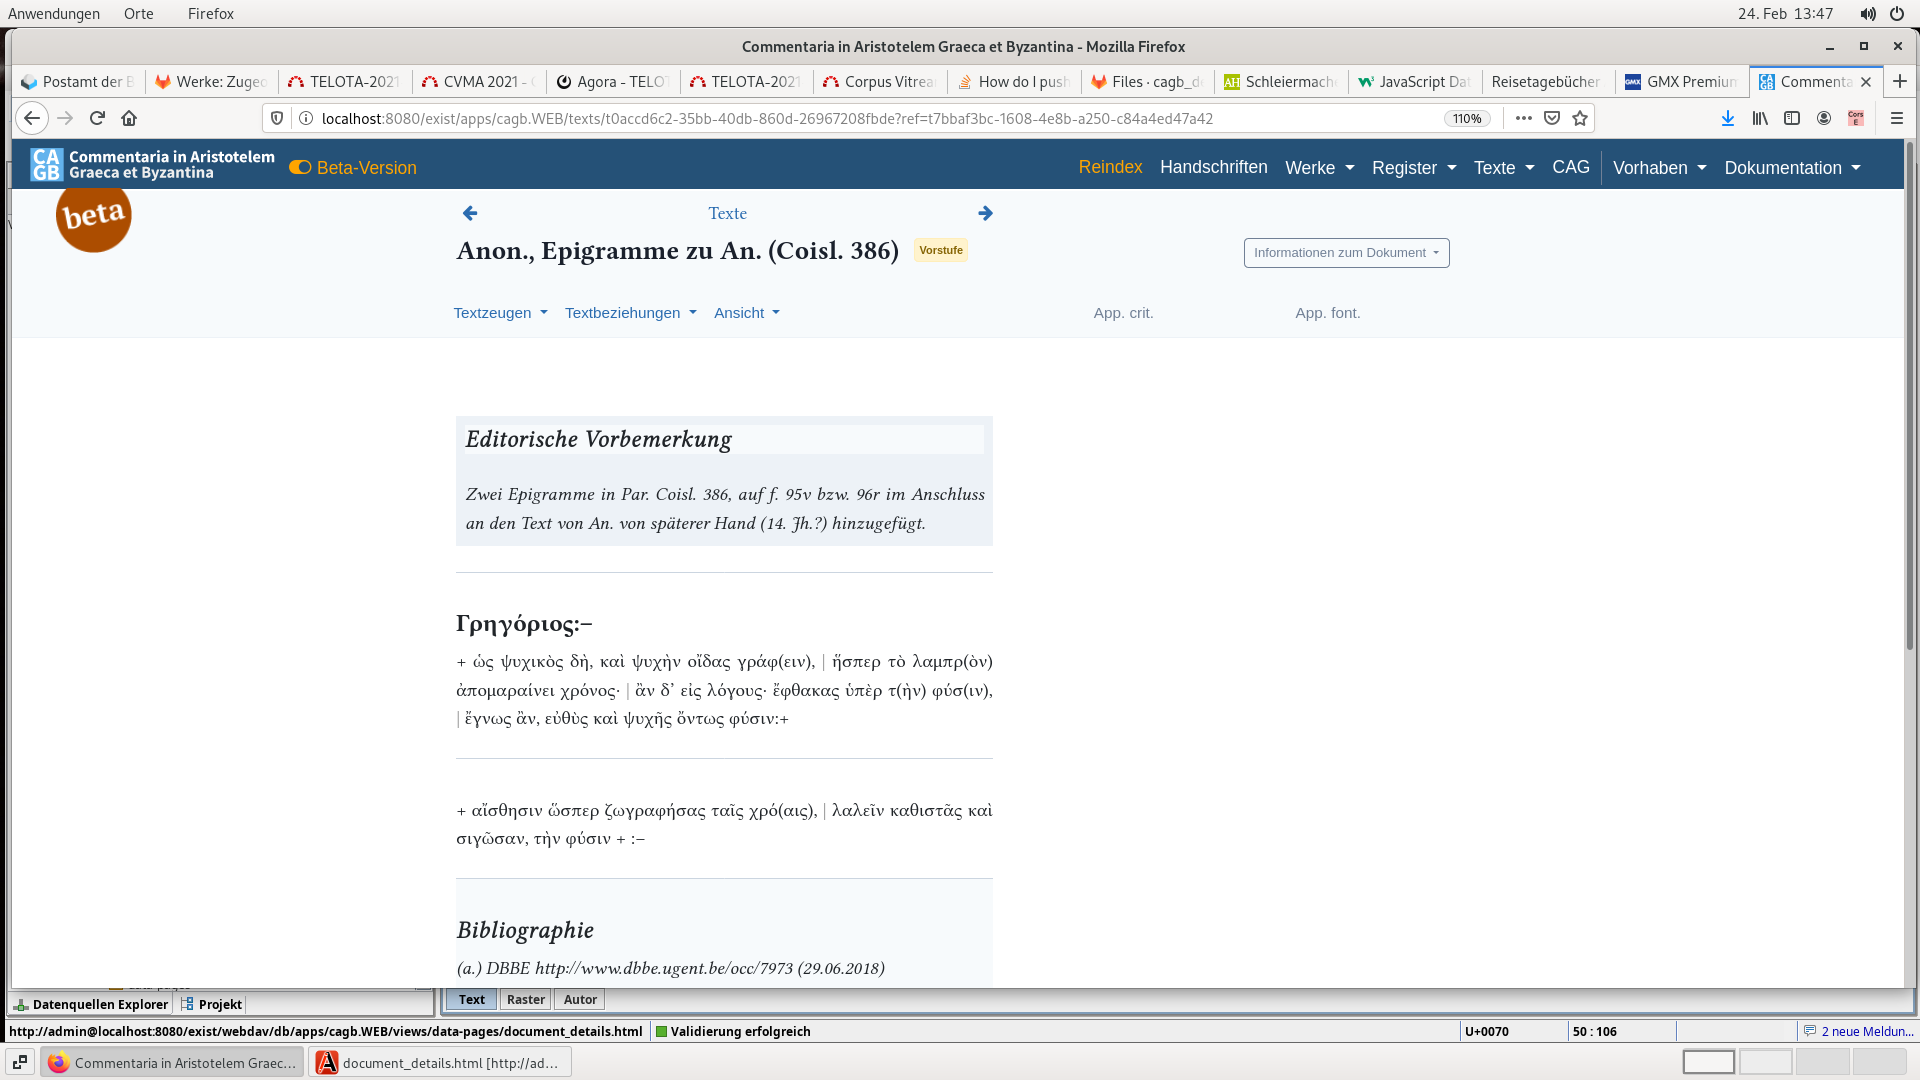 Anwendungen Orte Firefox 24. Feb 13:47
Commentaria in Aristotelem Graeca et Byzantina - Mozilla Firefox
Postamt der B Werke: Zugeo TELOTA-2021 CVMA 2021 - Agora - TELOT TELOTA-2021 Corpus Vitrear How do I push Files · cagb_de Schleiermache JavaScript Dat Reisetagebücher GMX Premium Commenta
localhost:8080/exist/apps/cagb.WEB/texts/t0accd6c2-35bb-40db-860d-26967208fbde?ref=t7bbaf3bc-1608-4e8b-a250-c84a4ed47a42 110%
CAGB Commentaria in Aristotelem
Graeca et Byzantina
Beta-Version Reindex Handschriften Werke Register Texte CAG Vorhaben Dokumentation
beta
Texte
Anon., Epigramme zu An. (Coisl. 386) Vorstufe Informationen zum Dokument
Textzeugen Textbeziehungen Ansicht App. crit. App. font.
Editorische Vorbemerkung
Zwei Epigramme in Par. Coisl. 386, auf f. 95v bzw. 96r im Anschluss
an den Text von An. von späterer Hand (14. Jh.?) hinzugefügt.
Γρηγόριος:–
+ ὡς ψυχικὸς δὴ, καὶ ψυχὴν οἴδας γράφ(ειν), | ἥσπερ τὸ λαμπρ(ὸν)
ἀπομαραίνει χρόνος· | ἂν δ’ εἰς λόγους· ἔφθακας ὑπὲρ τ(ὴν) φύσ(ιν),
| ἔγνως ἂν, εὐθὺς καὶ ψυχῆς ὄντως φύσιν:+
+ αἴσθησιν ὥσπερ ζωγραφήσας ταῖς χρό(αις), | λαλεῖν καθιστᾶς καὶ
σιγῶσαν, τὴν φύσιν + :–
Bibliographie
(a.) DBBE http://www.dbbe.ugent.be/occ/7973 (29.06.2018)
Datenquellen Explorer Projekt Text Raster Autor
http://admin@localhost:8080/exist/webdav/db/apps/cagb.WEB/views/data-pages/document_details.html Validierung erfolgreich U+0070 50 : 106 2 neue Meldun...
Commentaria in Aristotelem Graec... document_details.html [http://ad...